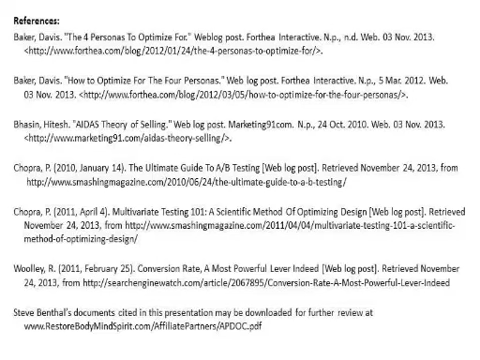 References:
Baker, Davis. "The 4 Personas To Optimize For." Weblog post. Forthea Interactive. N.p., n.d. Web. 03 Nov. 2013.
<http://www.forthea.com/blog/2012/01/24/the-4-personas-to-optimize-for/>.
Baker, Davis. "How to Optimize For The Four Personas." Web log post. Forthea Interactive. N.p., 5 Mar. 2012. Web.
03 Nov. 2013. <http://www.forthea.com/blog/2012/03/05/how-to-optimize-for-the-four-personas/>.
Bhasin, Hitesh. "AIDAS Theory of Selling." Web log post. Marketing91com. N.p., 24 Oct. 2010. Web. 03 Nov. 2013.
<http://www.marketing91.com/aidas-theory-selling/>.
Chopra, P. (2010, January 14). The Ultimate Guide To A/B Testing [Web log post]. Retrieved November 24, 2013, from
http://www.smashingmagazine.com/2010/06/24/the-ultimate-guide-to-a-b-testing/
Chopra, P. (2011, April 4). Multivariate Testing 101: A Scientific Method Of Optimizing Design [Web log post]. Retrieved
November 24, 2013, from http://www.smashingmagazine.com/2011/04/04/multivariate-testing-101-a-scientific-
method-of-optimizing-design/
Woolley, R. (2011, February 25). Conversion Rate, A Most Powerful Lever Indeed [Web log post]. Retrieved November
24, 2013, from http://searchenginewatch.com/article/2067895/Conversion-Rate-A-Most-Powerful-Lever-Indeed
Steve Benthal's documents cited in this presentation may be downloaded for further review at
www.RestoreBodyMindSpirit.com/AffiliatePartners/APDOC.pdf